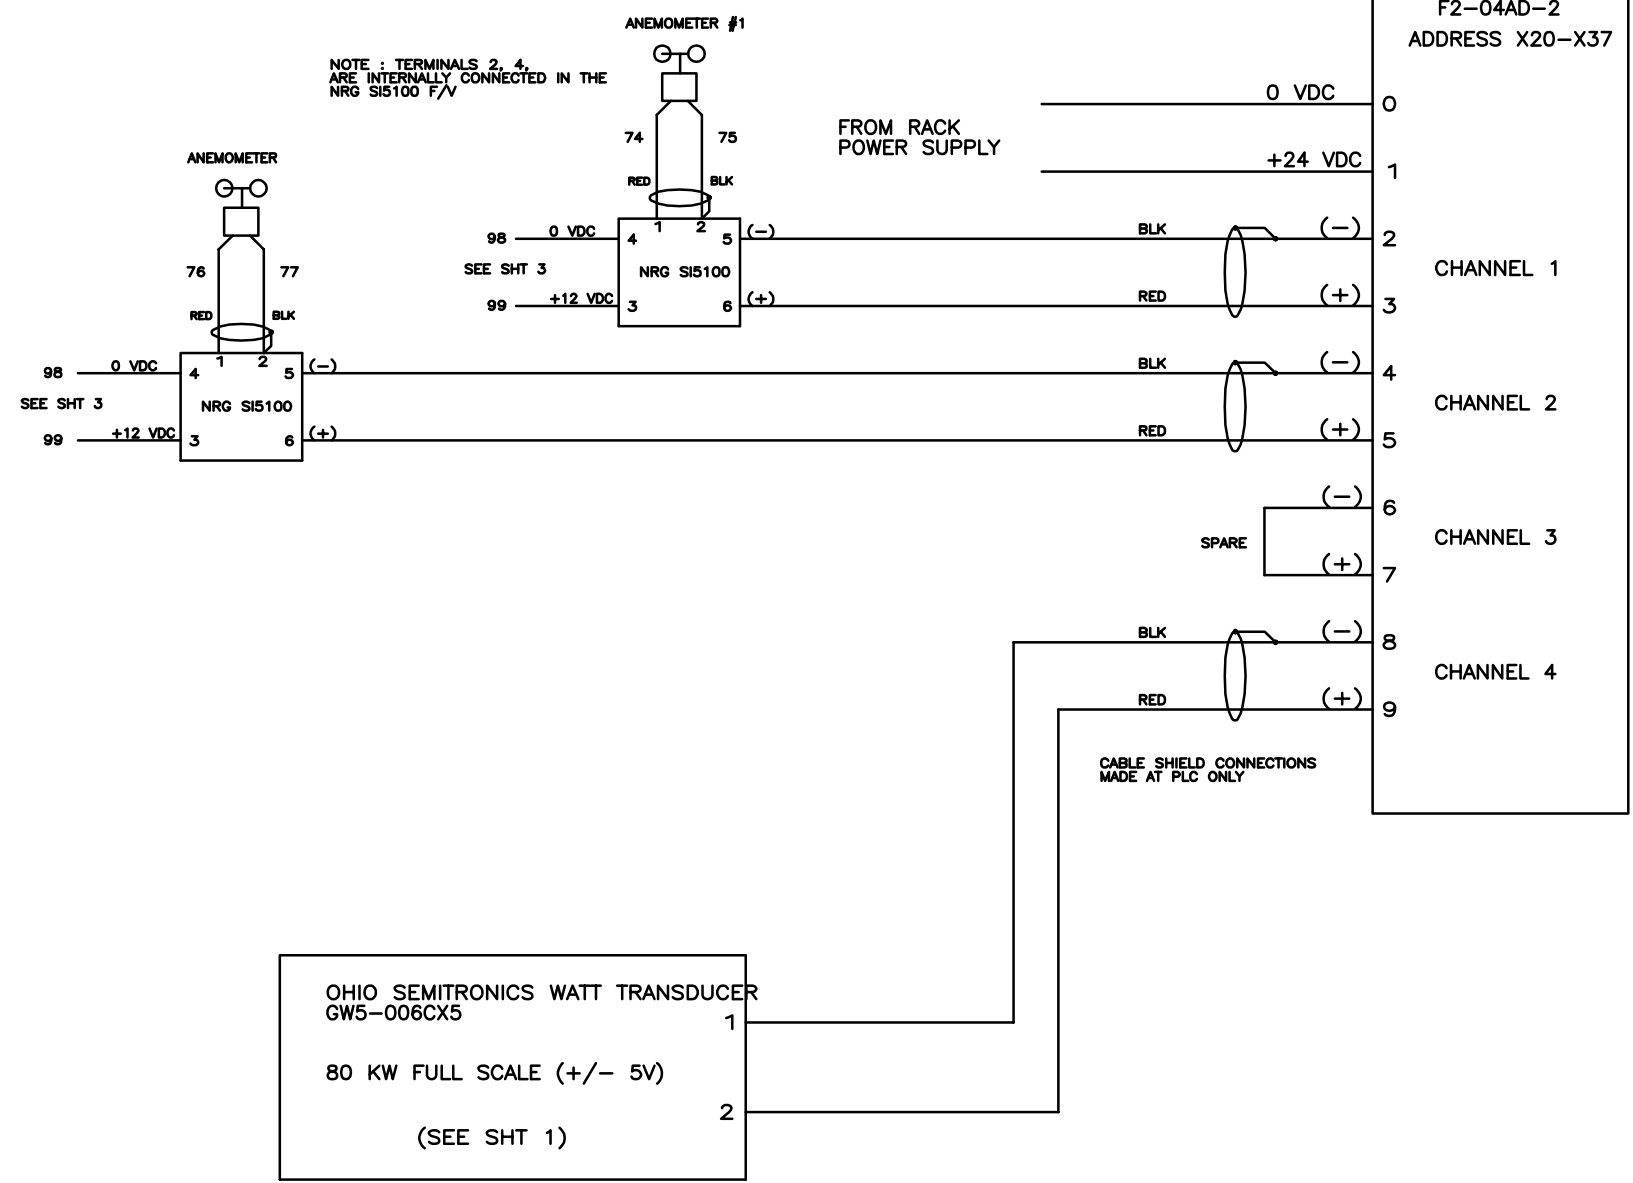 F2-04AD-2
ADDRESS X20-X37
ANEMOMETER #1
NOTE : TERMINALS 2, 4,
ARE INTERNALLY CONNECTED IN THE
NRG SI5100 F/V
0 VDC
0
FROM RACK
POWER SUPPLY
+24 VDC
1
74
75
RED
BLK
1
2
98
0 VDC
4
5
(-)
BLK
(-)
2
SEE SHT 3
NRG SI5100
CHANNEL 1
99
+12 VDC
3
6
(+)
RED
(+)
3
ANEMOMETER
76
77
RED
BLK
1
2
98
0 VDC
4
5
(-)
BLK
(-)
4
SEE SHT 3
NRG SI5100
CHANNEL 2
99
+12 VDC
3
6
(+)
RED
(+)
5
(-)
6
SPARE
CHANNEL 3
(+)
7
BLK
(-)
8
CHANNEL 4
RED
(+)
9
CABLE SHIELD CONNECTIONS
MADE AT PLC ONLY
OHIO SEMITRONICS WATT TRANSDUCER
GW5-006CX5
1
80 KW FULL SCALE (+/- 5V)
2
(SEE SHT 1)